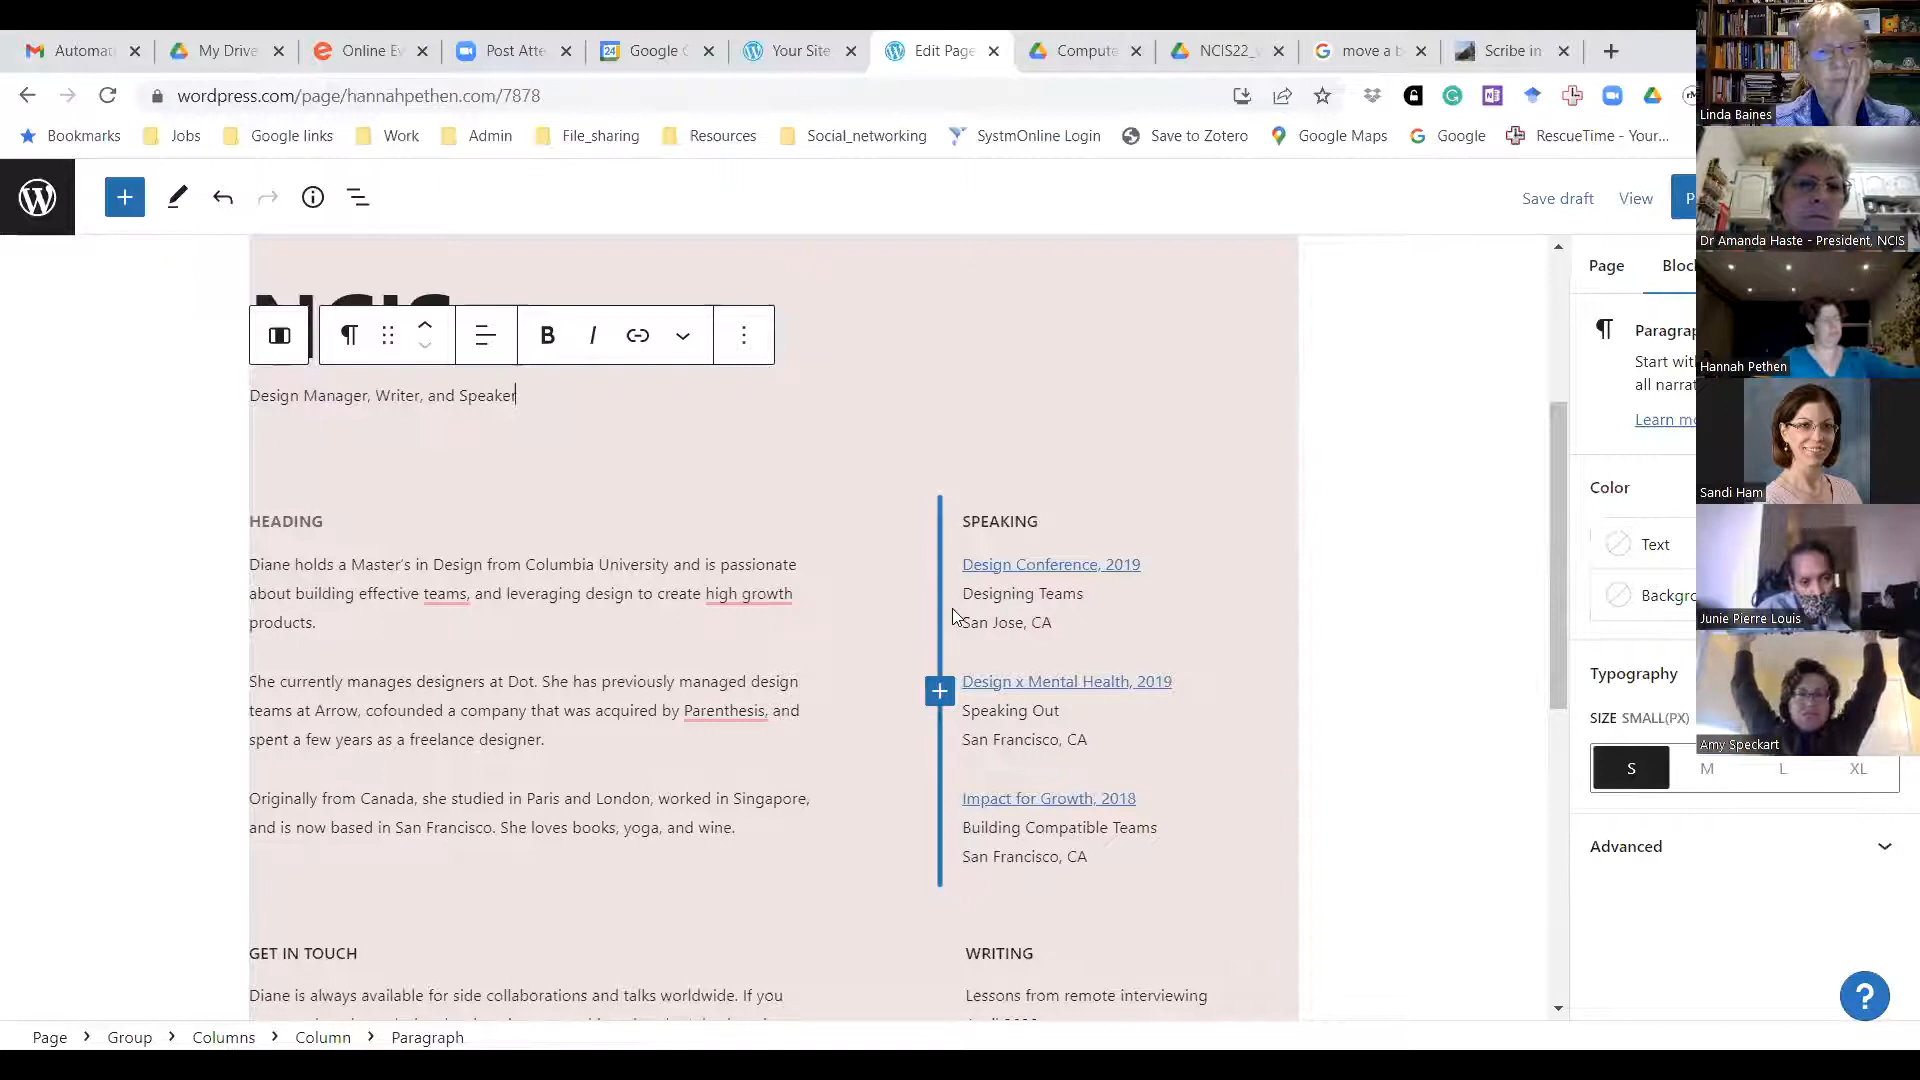 Automat
My Drive
Online Ev
Post Atte
24
Google C
Your Site
Edit Page
Compute
NCIS22_
move a b
Scribe in
wordpress.com/page/hannahpethen.com/7878
Bookmarks
Jobs
Google links
Work
Admin
File_sharing
Resources
Social_networking
SystmOnline Login
Save to Zotero
Google Maps
Google
RescueTime - Your...
Save draft
View
P
NCIS
B
I
Design Manager, Writer, and Speaker
HEADING
Diane holds a Master's in Design from Columbia University and is passionate
about building effective teams, and leveraging design to create high growth
products.
She currently manages designers at Dot. She has previously managed design
teams at Arrow, cofounded a company that was acquired by Parenthesis, and
spent a few years as a freelance designer.
Originally from Canada, she studied in Paris and London, worked in Singapore,
and is now based in San Francisco. She loves books, yoga, and wine.
SPEAKING
Design Conference, 2019
Designing Teams
San Jose, CA
Design x Mental Health, 2019
Speaking Out
San Francisco, CA
Impact for Growth, 2018
Building Compatible Teams
San Francisco, CA
GET IN TOUCH
Diane is always available for side collaborations and talks worldwide. If you
WRITING
Lessons from remote interviewing
Page
Block
Paragrap
Start with
all narrat
Learn mo
Color
Text
Backgro
Typography
SIZE SMALL(PX)
S
M
L
XL
Advanced
Linda Baines
Dr Amanda Haste - President, NCIS
Hannah Pethen
Sandi Ham
Junie Pierre Louis
Amy Speckart
Page
Group
Columns
Column
Paragraph